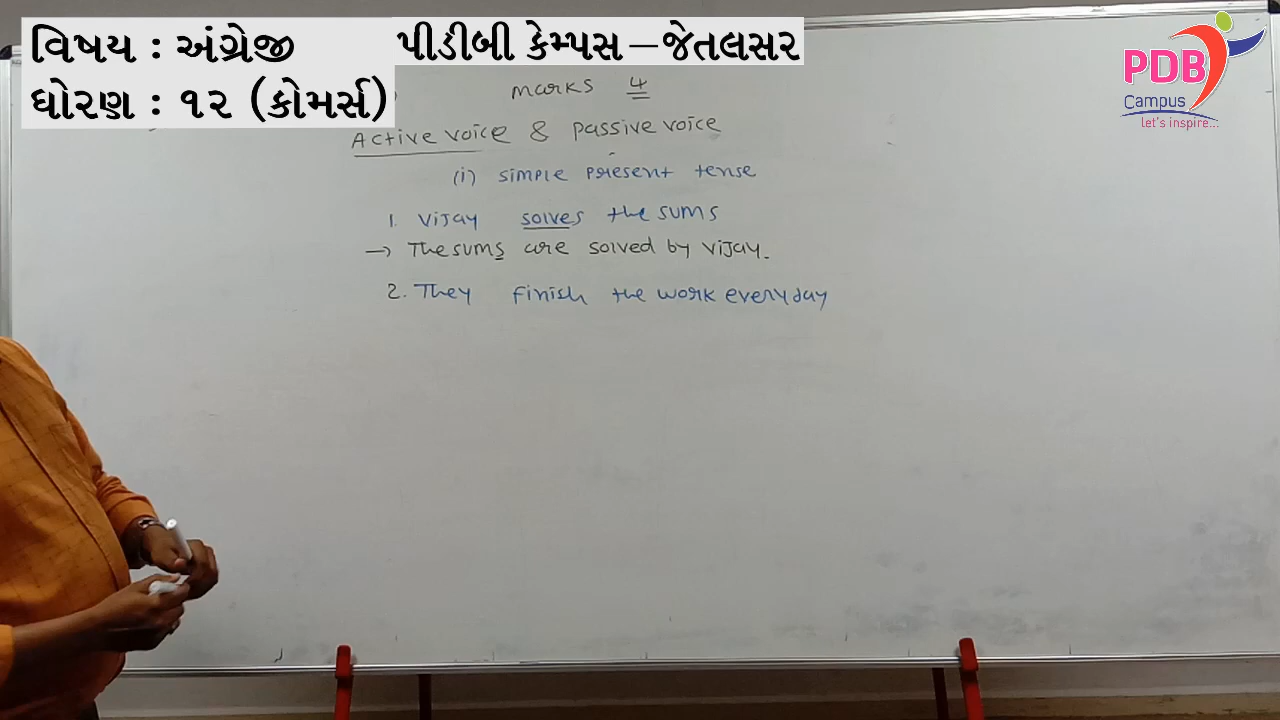 વિષય : અંગ્રેજી
પીડીબી કેમ્પસ – જેતલસર
ધોરણ : ૧૨ (કોમર્સ)
PDB
Campus
let's inspire...
marks 4
Active voice & passive voice
(i) simple present tense
1. Vijay solves the sums
→ The sums are solved by Vijay.
2. They finish the work everyday